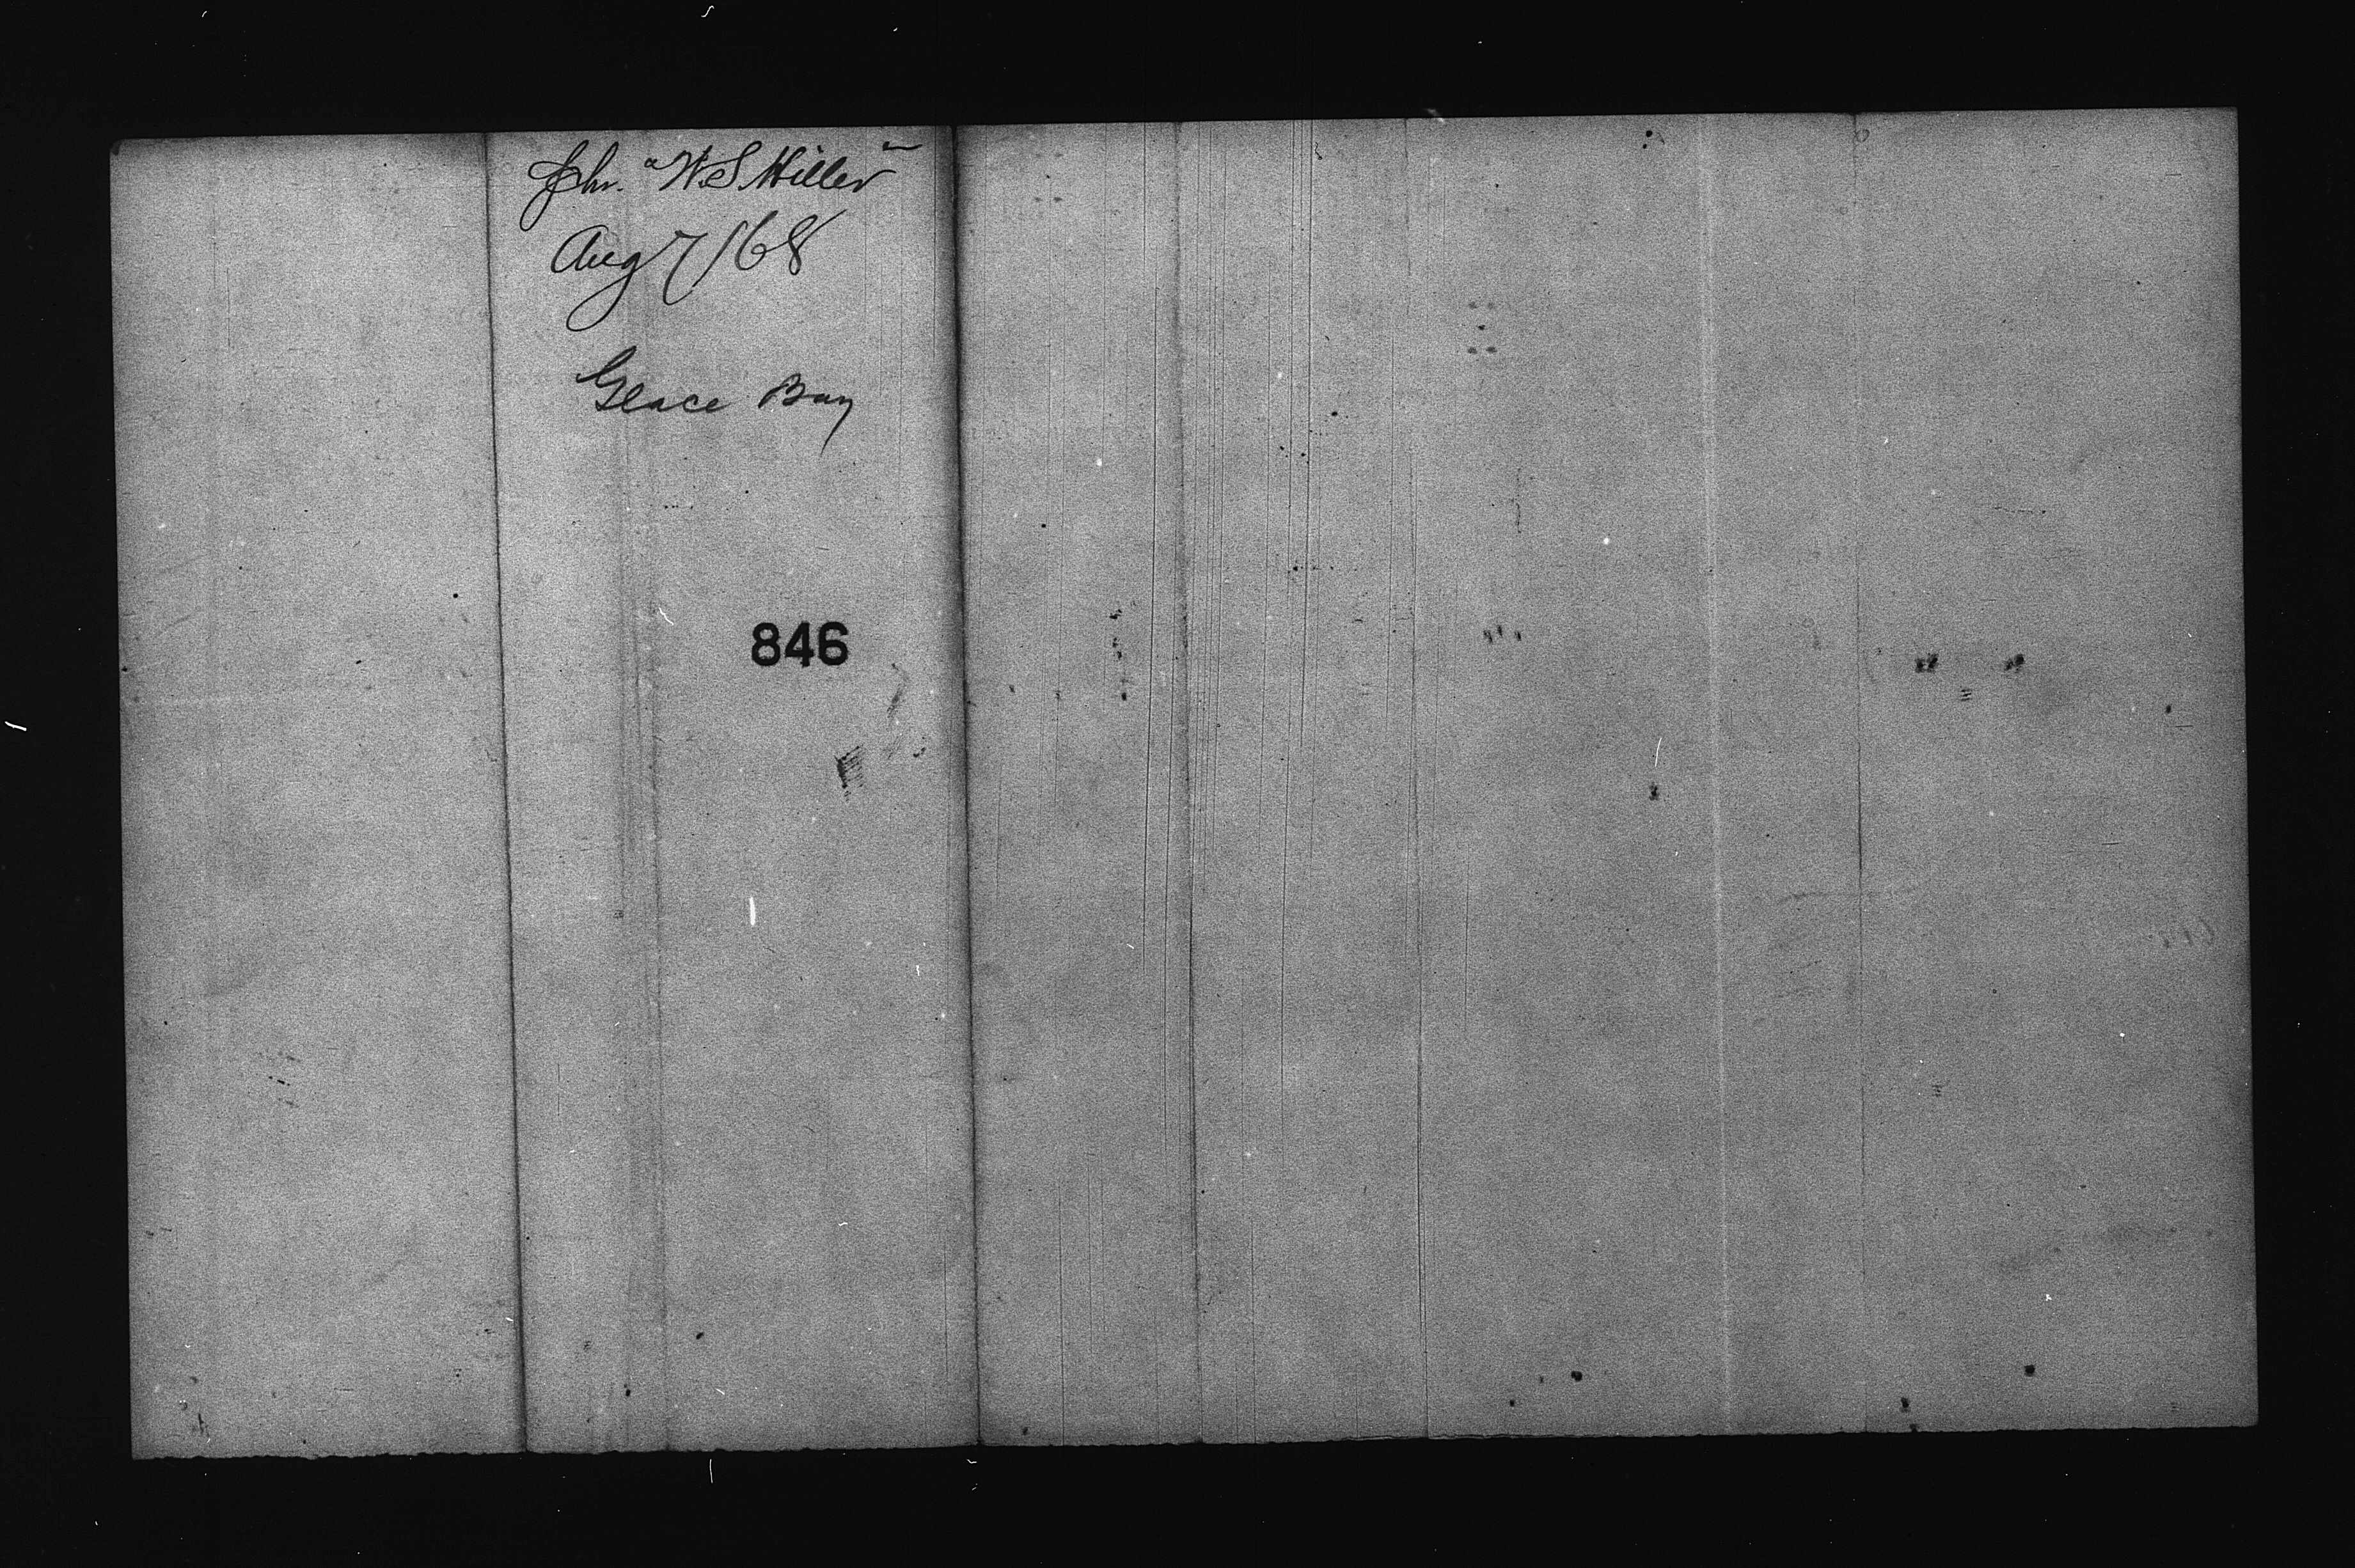 Schr. "W. S. Miller"
Aug 7/68
Glace Bay
846